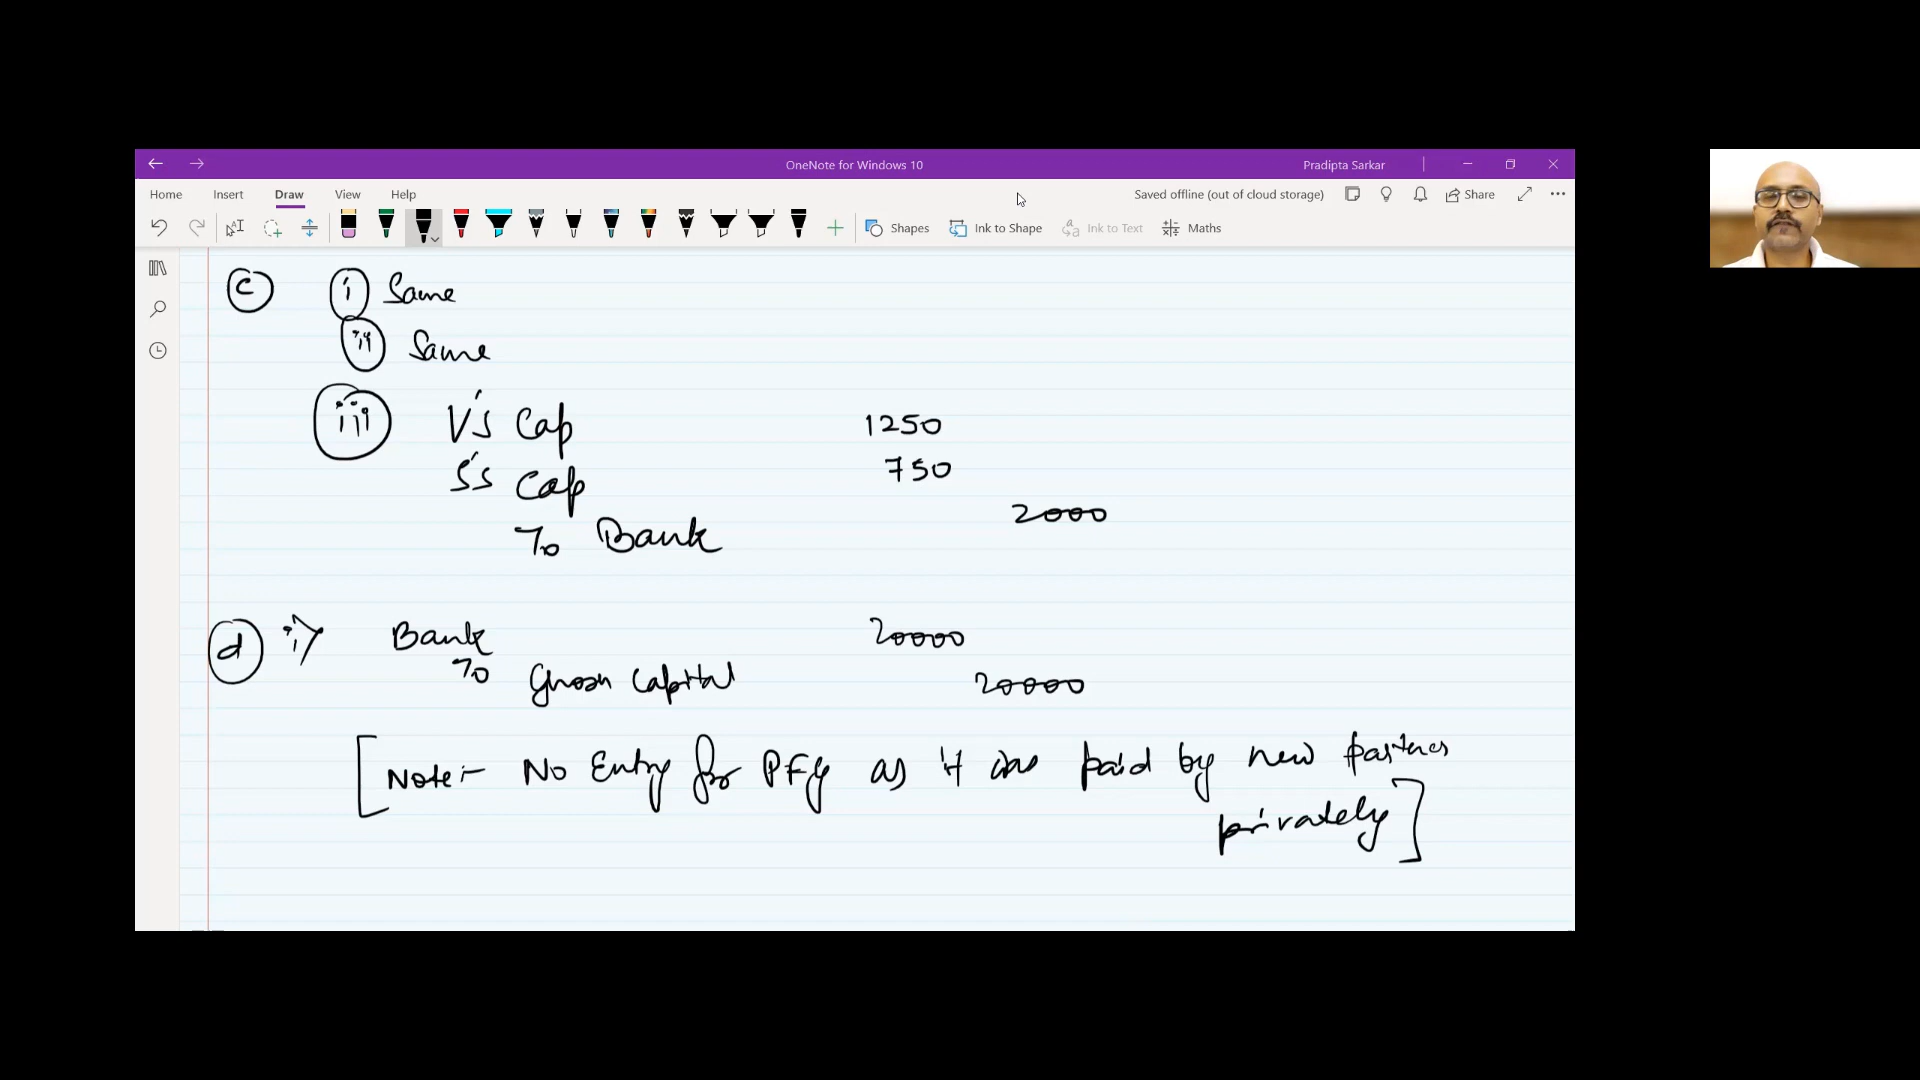 OneNote for Windows 10
Pradipta Sarkar
Home Insert Draw View Help
Saved offline (out of cloud storage)
Share
Shapes Ink to Shape Ink to Text Maths
c i Same
ii Same
iii V's Cap 1250
S's Cap 750
To Bank 2000
d i> Bank 20000
To Ghosh Capital 20000
[Note:- No Entry for PFG as it was paid by new partner
privately]